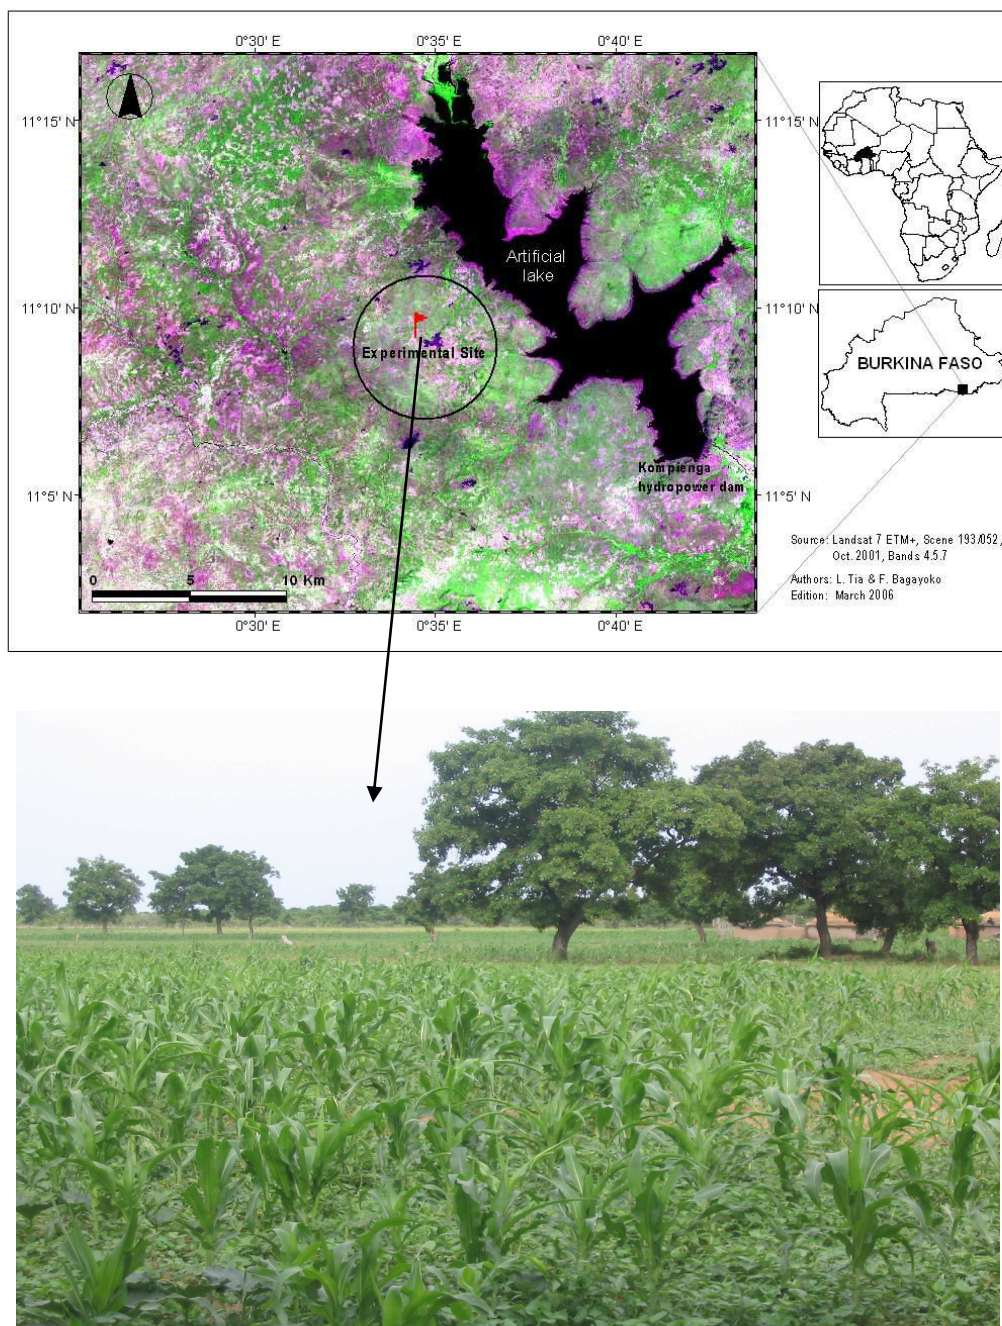 0°30' E
0°35' E
0°40' E
11°15' N
11°15' N
Artificial
lake
11°10' N
11°10' N
Experimental Site
BURKINA FASO
Kompienga
hydropower dam
11°5' N
11°5' N
Source: Landsat 7 ETM+, Scene 193/052,
Oct. 2001, Bands 4.5.7
Authors: L. Tia & F. Bagayoko
Edition: March 2006
0 5 10 Km
0°30' E
0°35' E
0°40' E